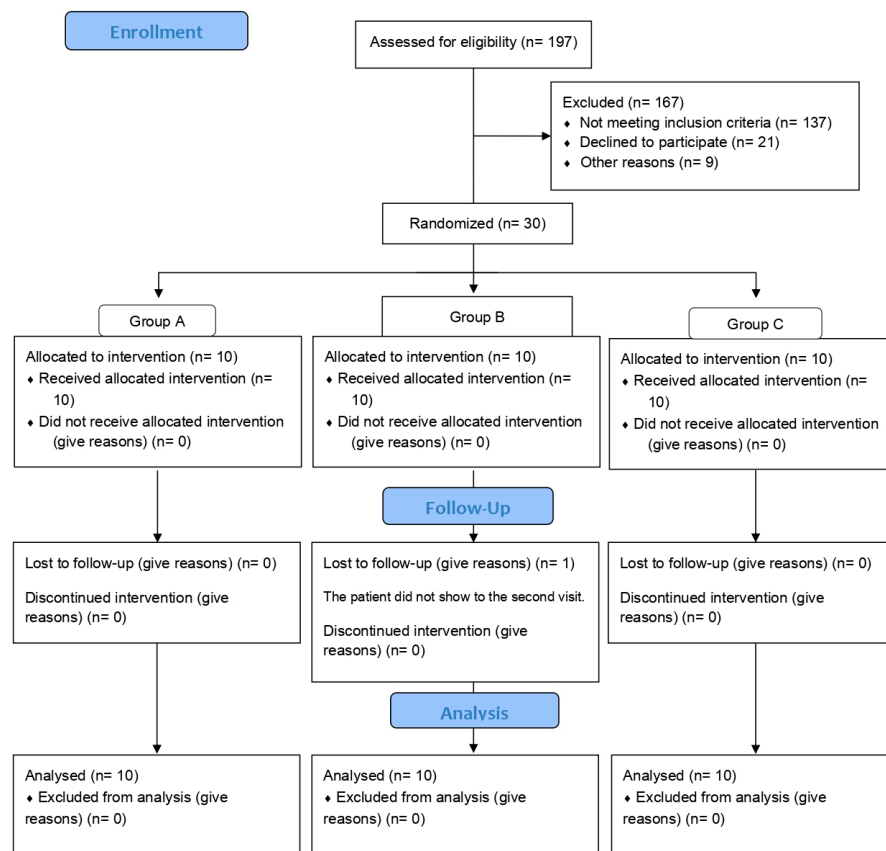 Enrollment
Assessed for eligibility (n= 197)
Excluded (n= 167)
♦ Not meeting inclusion criteria (n= 137)
♦ Declined to participate (n= 21)
♦ Other reasons (n= 9)
Randomized (n= 30)
Group A
Allocated to intervention (n= 10)
♦ Received allocated intervention (n=
10)
♦ Did not receive allocated intervention
(give reasons) (n= 0)
Group B
Allocated to intervention (n= 10)
♦ Received allocated intervention (n=
10)
♦ Did not receive allocated intervention
(give reasons) (n= 0)
Group C
Allocated to intervention (n= 10)
♦ Received allocated intervention (n=
10)
♦ Did not receive allocated intervention
(give reasons) (n= 0)
Follow-Up
Lost to follow-up (give reasons) (n= 0)
Discontinued intervention (give
reasons) (n= 0)
Lost to follow-up (give reasons) (n= 1)
The patient did not show to the second visit.
Discontinued intervention (give
reasons) (n= 0)
Lost to follow-up (give reasons) (n= 0)
Discontinued intervention (give
reasons) (n= 0)
Analysis
Analysed (n= 10)
♦ Excluded from analysis (give
reasons) (n= 0)
Analysed (n= 10)
♦ Excluded from analysis (give
reasons) (n= 0)
Analysed (n= 10)
♦ Excluded from analysis (give
reasons) (n= 0)